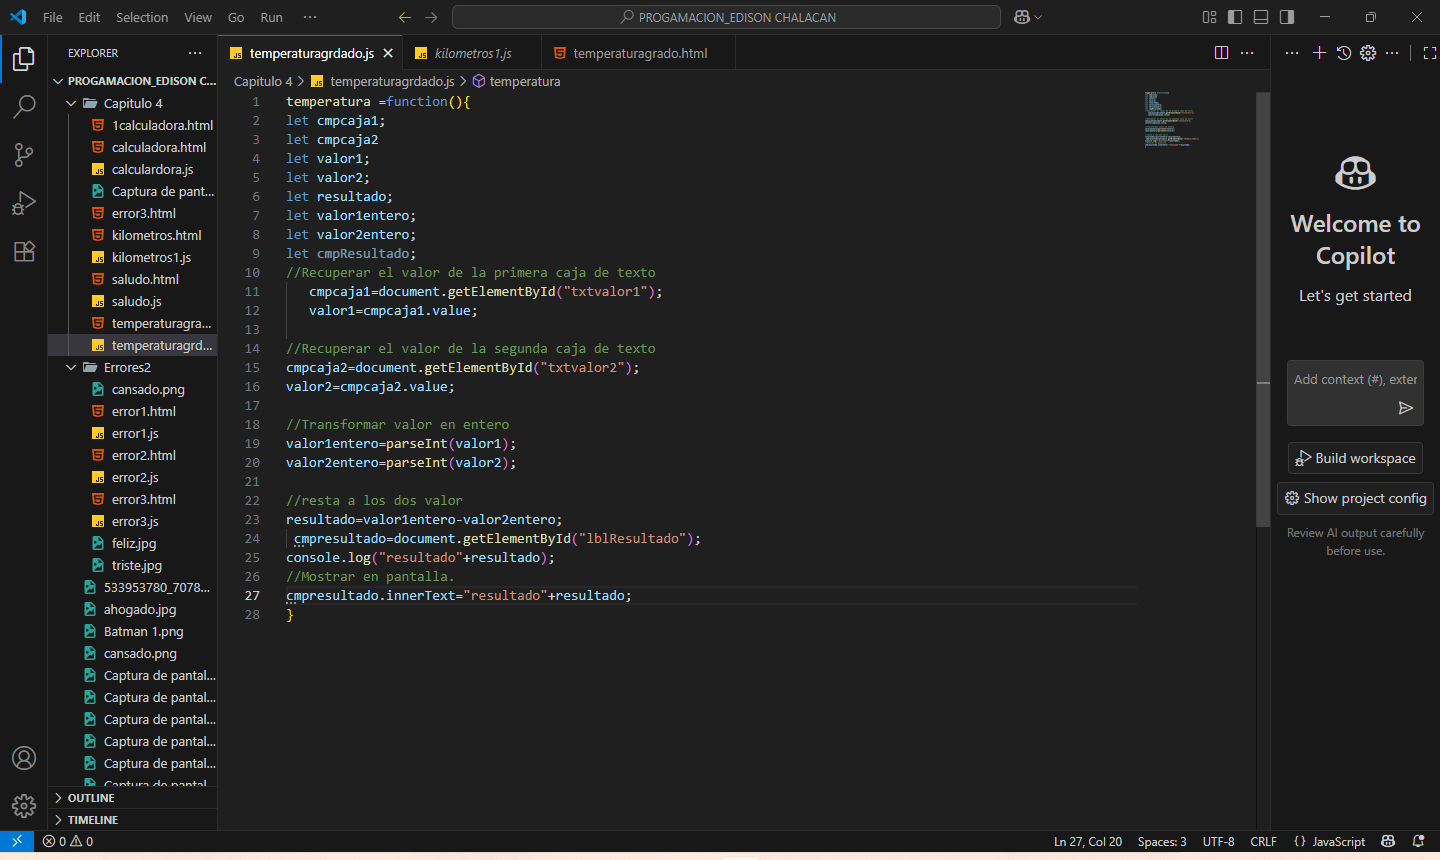 File Edit Selection View Go Run ···
PROGAMACION_EDISON CHALACAN
EXPLORER
PROGAMACION_EDISON C...
Capitulo 4
1calculadora.html
calculadora.html
calculardora.js
Captura de pant...
error3.html
kilometros.html
kilometros1.js
saludo.html
saludo.js
temperaturagra...
temperaturagrd...
Errores2
cansado.png
error1.html
error1.js
error2.html
error2.js
error3.html
error3.js
feliz.jpg
triste.jpg
533953780_7078...
ahogado.jpg
Batman 1.png
cansado.png
Captura de pantal...
Captura de pantal...
Captura de pantal...
Captura de pantal...
Captura de pantal...
Captura de pantal...
OUTLINE
TIMELINE
temperaturagrdado.js kilometros1.js temperaturagrado.html
Capitulo 4 > temperaturagrdado.js > temperatura
1 temperatura =function(){
2 let cmpcaja1;
3 let cmpcaja2
4 let valor1;
5 let valor2;
6 let resultado;
7 let valor1entero;
8 let valor2entero;
9 let cmpResultado;
10 //Recuperar el valor de la primera caja de texto
11 cmpcaja1=document.getElementById("txtvalor1");
12 valor1=cmpcaja1.value;
13
14 //Recuperar el valor de la segunda caja de texto
15 cmpcaja2=document.getElementById("txtvalor2");
16 valor2=cmpcaja2.value;
17
18 //Transformar valor en entero
19 valor1entero=parseInt(valor1);
20 valor2entero=parseInt(valor2);
21
22 //resta a los dos valor
23 resultado=valor1entero-valor2entero;
24 cmpresultado=document.getElementById("lblResultado");
25 console.log("resultado"+resultado);
26 //Mostrar en pantalla.
27 cmpresultado.innerText="resultado"+resultado;
28 }
Welcome to
Copilot
Let's get started
Add context (#), exter
Build workspace
Show project config
Review AI output carefully
before use.
0 0
Ln 27, Col 20 Spaces: 3 UTF-8 CRLF {} JavaScript